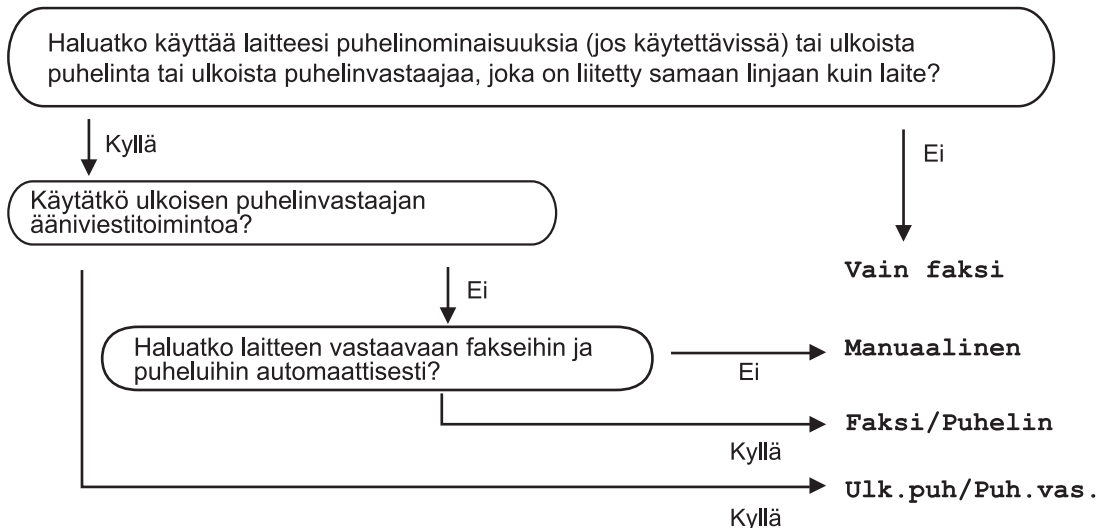 Haluatko käyttää laitteesi puhelinominaisuuksia (jos käytettävissä) tai ulkoista
puhelinta tai ulkoista puhelinvastaajaa, joka on liitetty samaan linjaan kuin laite?
Kyllä
Ei
Käytätkö ulkoisen puhelinvastaajan
ääniviestitoimintoa?
Vain faksi
Ei
Haluatko laitteen vastaavaan fakseihin ja
puheluihin automaattisesti?
Ei
Manuaalinen
Kyllä
Faksi/Puhelin
Kyllä
Ulk.puh/Puh.vas.